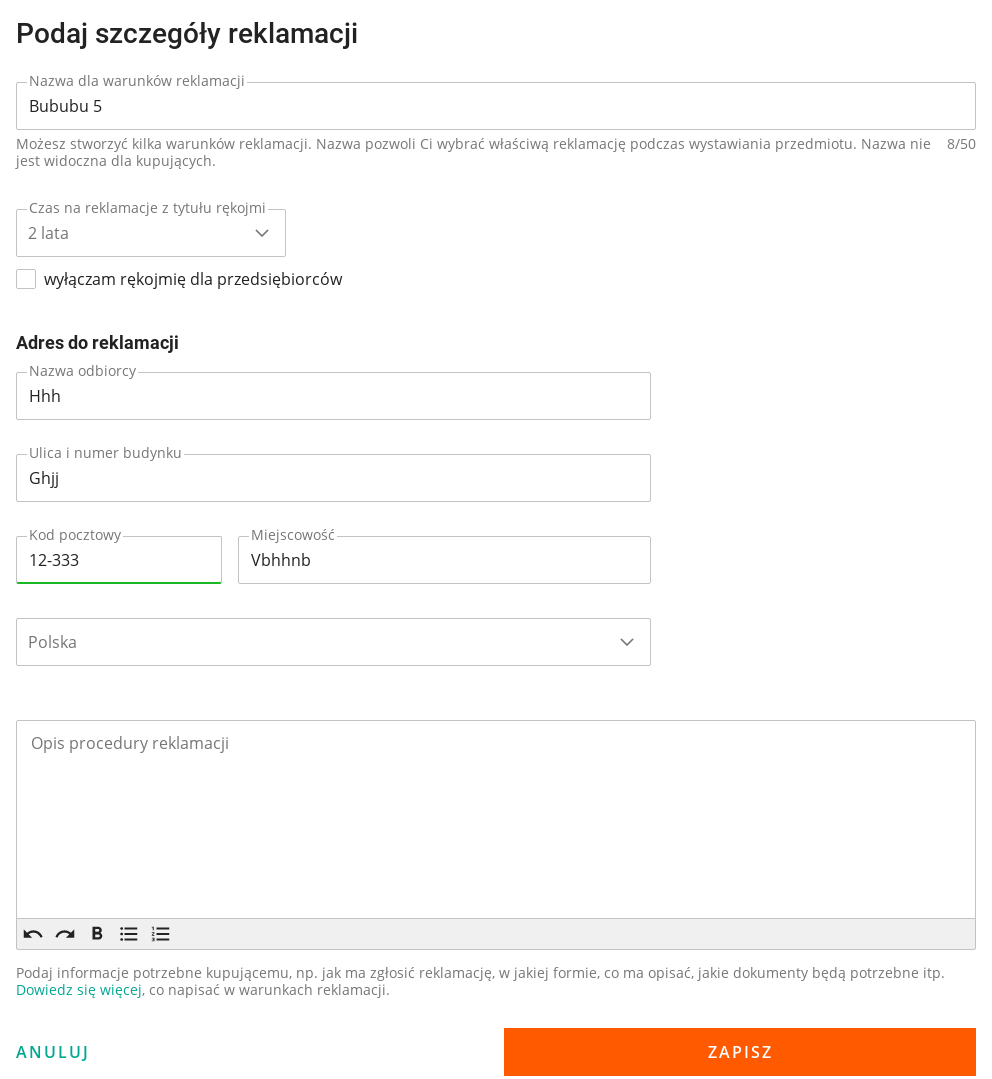 Podaj szczegóły reklamacji
Nazwa dla warunków reklamacji
Bububu 5
Możesz stworzyć kilka warunków reklamacji. Nazwa pozwoli Ci wybrać właściwą reklamację podczas wystawiania przedmiotu. Nazwa nie 8/50
jest widoczna dla kupujących.
Czas na reklamacje z tytułu rękojmi
2 lata
wyłączam rękojmię dla przedsiębiorców
Adres do reklamacji
Nazwa odbiorcy
Hhh
Ulica i numer budynku
Ghjj
Kod pocztowy Miejscowość
12-333 Vbhhnb
Polska
Opis procedury reklamacji
B
Podaj informacje potrzebne kupującemu, np. jak ma zgłosić reklamację, w jakiej formie, co ma opisać, jakie dokumenty będą potrzebne itp.
Dowiedz się więcej, co napisać w warunkach reklamacji.
ANULUJ ZAPISZ